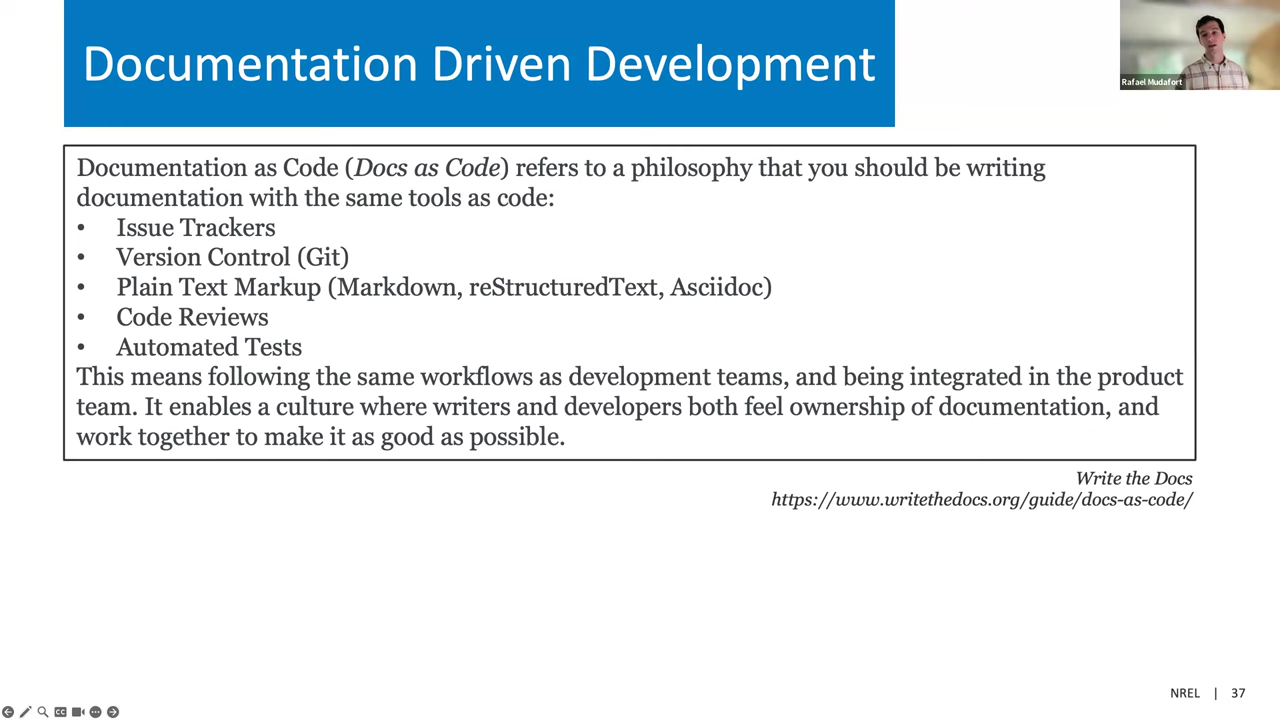 Documentation Driven Development
Rafael Mudafort
Documentation as Code (Docs as Code) refers to a philosophy that you should be writing
documentation with the same tools as code:
• Issue Trackers
• Version Control (Git)
• Plain Text Markup (Markdown, reStructuredText, Asciidoc)
• Code Reviews
• Automated Tests
This means following the same workflows as development teams, and being integrated in the product
team. It enables a culture where writers and developers both feel ownership of documentation, and
work together to make it as good as possible.
Write the Docs
https://www.writethedocs.org/guide/docs-as-code/
NREL | 37
CC